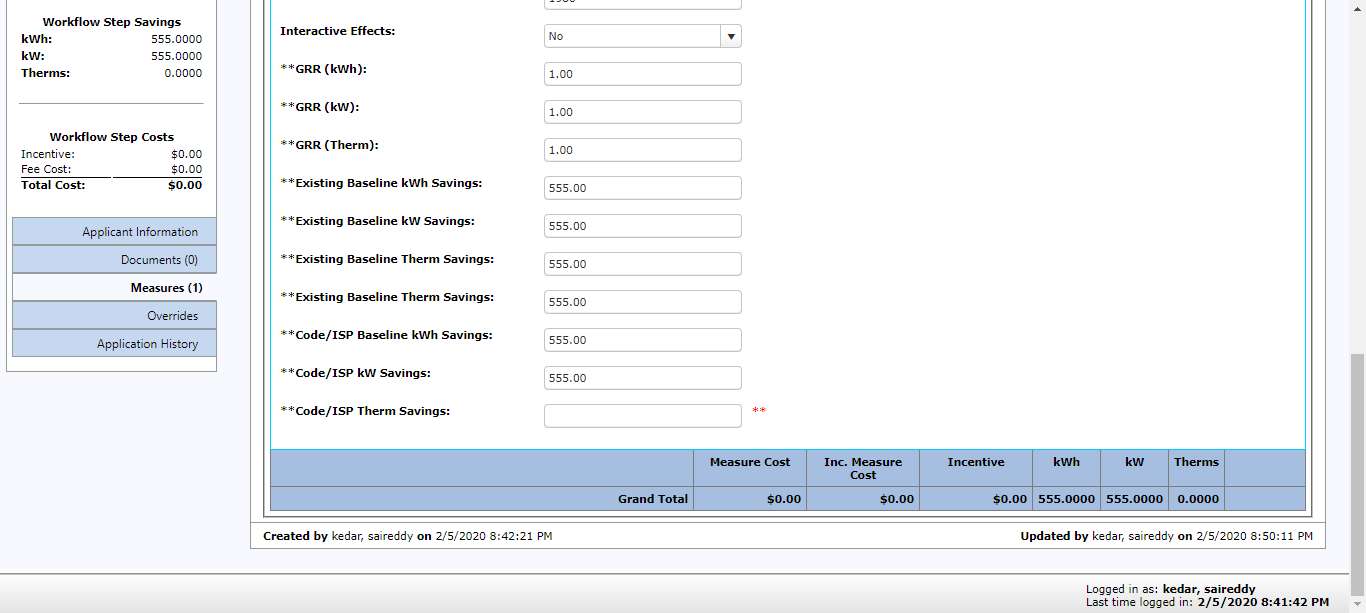 Workflow Step Savings
kWh: 555.0000
kW: 555.0000
Therms: 0.0000
Workflow Step Costs
Incentive: $0.00
Fee Cost: $0.00
Total Cost: $0.00
Applicant Information
Documents (0)
Measures (1)
Overrides
Application History
Interactive Effects: No
**GRR (kWh): 1.00
**GRR (kW): 1.00
**GRR (Therm): 1.00
**Existing Baseline kWh Savings: 555.00
**Existing Baseline kW Savings: 555.00
**Existing Baseline Therm Savings: 555.00
**Existing Baseline Therm Savings: 555.00
**Code/ISP Baseline kWh Savings: 555.00
**Code/ISP kW Savings: 555.00
**Code/ISP Therm Savings: **
Measure Cost Inc. Measure Cost Incentive kWh kW Therms
Grand Total $0.00 $0.00 $0.00 555.0000 555.0000 0.0000
Created by kedar, saireddy on 2/5/2020 8:42:21 PM Updated by kedar, saireddy on 2/5/2020 8:50:11 PM
Logged in as: kedar, saireddy
Last time logged in: 2/5/2020 8:41:42 PM